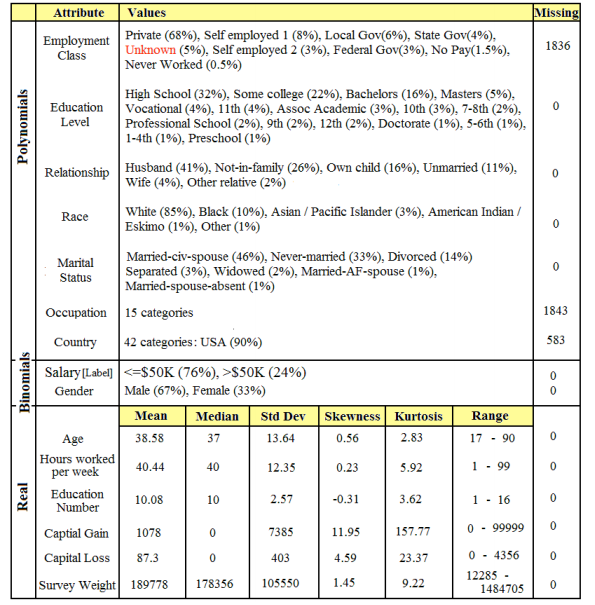 Attribute Values Missing
Polynomials
Employment Class Private (68%), Self employed 1 (8%), Local Gov(6%), State Gov(4%), 1836
Unknown (5%), Self employed 2 (3%), Federal Gov(3%), No Pay(1.5%),
Never Worked (0.5%)
Education Level High School (32%), Some college (22%), Bachelors (16%), Masters (5%), 0
Vocational (4%), 11th (4%), Assoc Academic (3%), 10th (3%), 7-8th (2%),
Professional School (2%), 9th (2%), 12th (2%), Doctorate (1%), 5-6th (1%),
1-4th (1%), Preschool (1%)
Relationship Husband (41%), Not-in-family (26%), Own child (16%), Unmarried (11%), 0
Wife (4%), Other relative (2%)
Race White (85%), Black (10%), Asian / Pacific Islander (3%), American Indian / 0
Eskimo (1%), Other (1%)
Marital Status Married-civ-spouse (46%), Never-married (33%), Divorced (14%) 0
Separated (3%), Widowed (2%), Married-AF-spouse (1%),
Married-spouse-absent (1%)
Occupation 15 categories 1843
Country 42 categories: USA (90%) 583
Binomials
Salary[Label] <=$50K (76%), >$50K (24%) 0
Gender Male (67%), Female (33%) 0
Real
Mean Median Std Dev Skewness Kurtosis Range
Age 38.58 37 13.64 0.56 2.83 17 - 90 0
Hours worked per week 40.44 40 12.35 0.23 5.92 1 - 99 0
Education Number 10.08 10 2.57 -0.31 3.62 1 - 16 0
Captial Gain 1078 0 7385 11.95 157.77 0 - 99999 0
Capital Loss 87.3 0 403 4.59 23.37 0 - 4356 0
Survey Weight 189778 178356 105550 1.45 9.22 12285 - 1484705 0